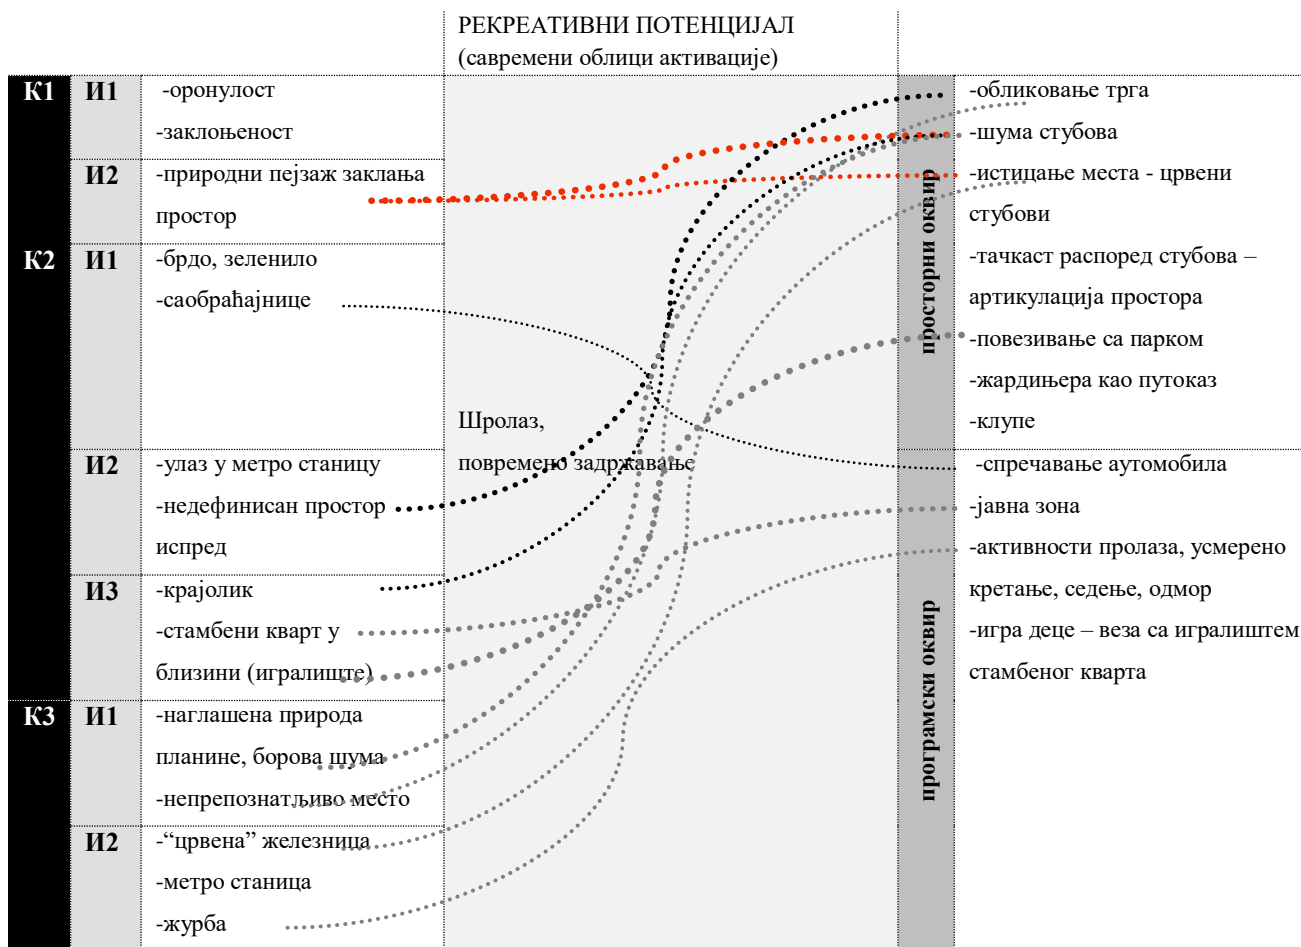 РЕКРЕАТИВНИ ПОТЕНЦИЈАЛ
(савремени облици активације)
К1
И1
-оронулост
-заклоњеност
И2
-природни пејзаж заклања
простор
К2
И1
-брдо, зеленило
-саобраћајнице
И2
-улаз у метро станицу
-недефинисан простор
испред
И3
-крајолик
-стамбени кварт у
близини (игралиште)
К3
И1
-наглашена природа
планине, борова шума
-непрепознатљиво место
И2
-“црвена” железница
-метро станица
-журба
Шролаз,
повремено задржавање
просторни оквир
-обликовање трга
-шума стубова
-истицање места - црвени
стубови
-тачкаст распоред стубова –
артикулација простора
-повезивање са парком
-жардињера као путоказ
-клупе
програмски оквир
-спречавање аутомобила
-јавна зона
-активности пролаза, усмерено
кретање, седење, одмор
-игра деце – веза са игралиштем
стамбеног кварта